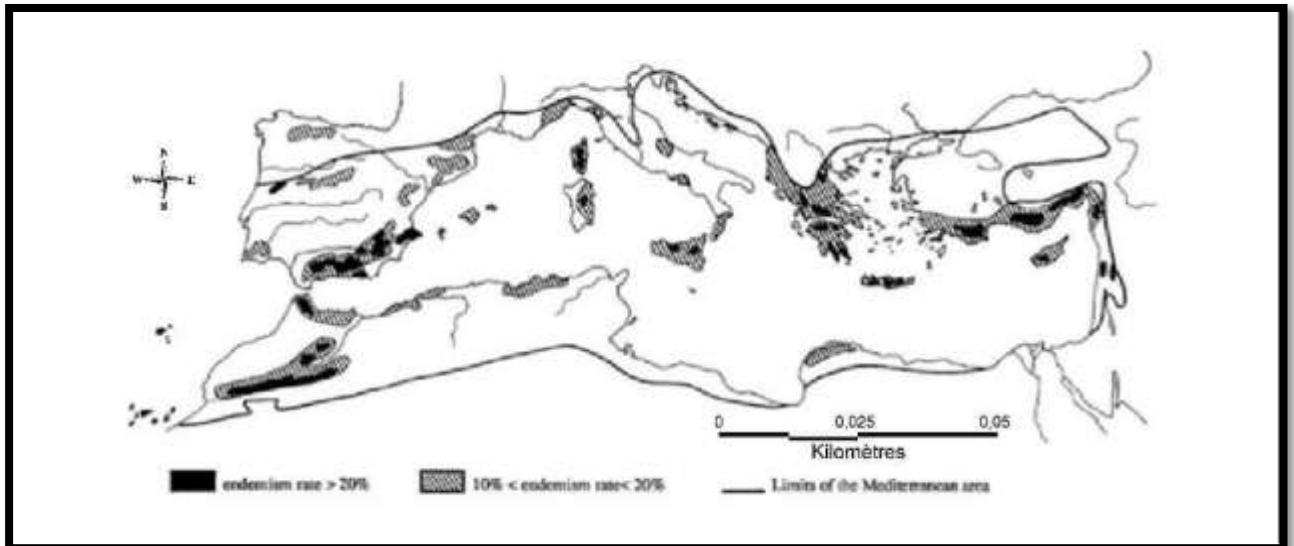 N
W E
S
0 0,025 0,05
Kilomètres
endemism rate > 20%
10% < endemism rate< 20%
Limits of the Mediterranean area